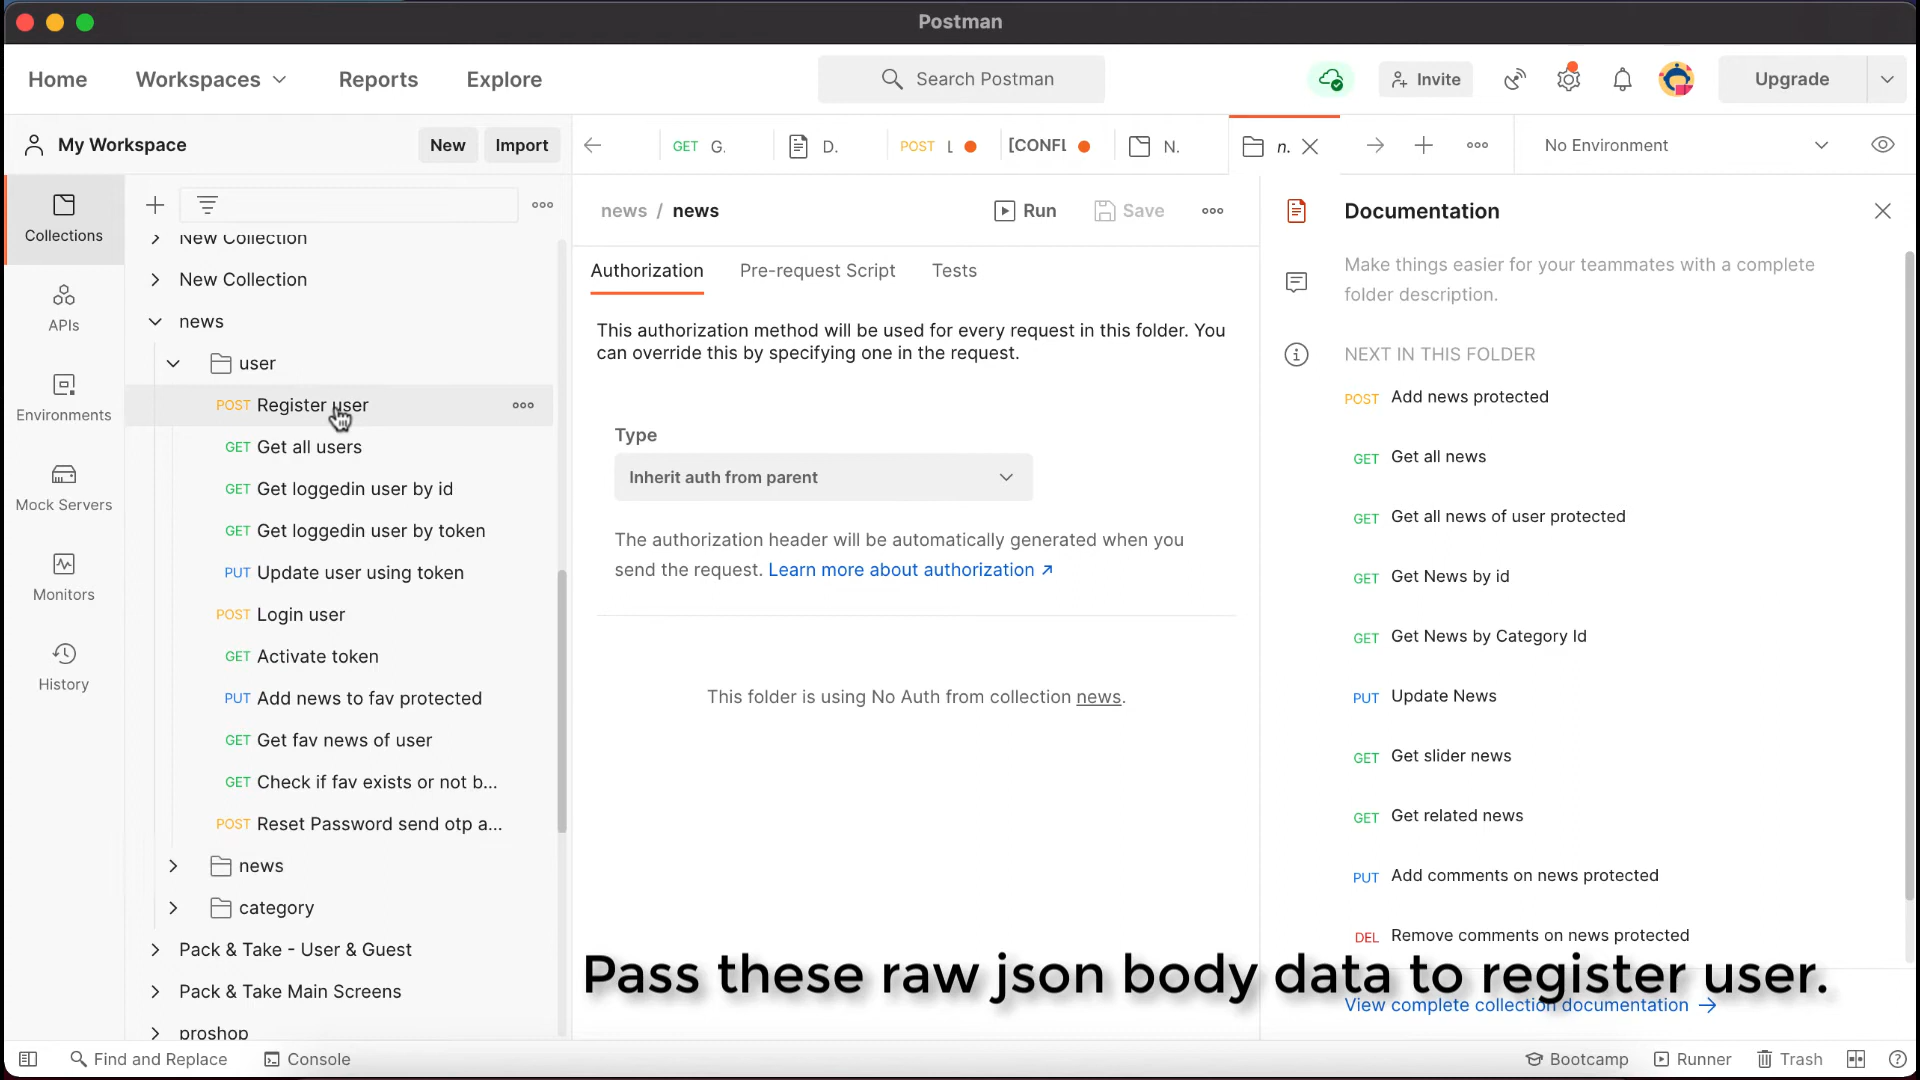 Postman
Home
Workspaces
Reports
Explore
Search Postman
Invite
Upgrade
My Workspace
New
Import
GET G.
D.
POST L
[CONFL
N.
n.
No Environment
Collections
APIs
Environments
Mock Servers
Monitors
History
New Collection
New Collection
news
user
POST Register user
GET Get all users
GET Get loggedin user by id
GET Get loggedin user by token
PUT Update user using token
POST Login user
GET Activate token
PUT Add news to fav protected
GET Get fav news of user
GET Check if fav exists or not b...
POST Reset Password send otp a...
news
category
Pack & Take - User & Guest
Pack & Take Main Screens
proshop
news / news
Run
Save
Authorization
Pre-request Script
Tests
This authorization method will be used for every request in this folder. You
can override this by specifying one in the request.
Type
Inherit auth from parent
The authorization header will be automatically generated when you
send the request. Learn more about authorization ↗
This folder is using No Auth from collection news.
Documentation
Make things easier for your teammates with a complete
folder description.
NEXT IN THIS FOLDER
POST Add news protected
GET Get all news
GET Get all news of user protected
GET Get News by id
GET Get News by Category Id
PUT Update News
GET Get slider news
GET Get related news
PUT Add comments on news protected
DEL Remove comments on news protected
Pass these raw json body data to register user.
View complete collection documentation →
Find and Replace
Console
Bootcamp
Runner
Trash